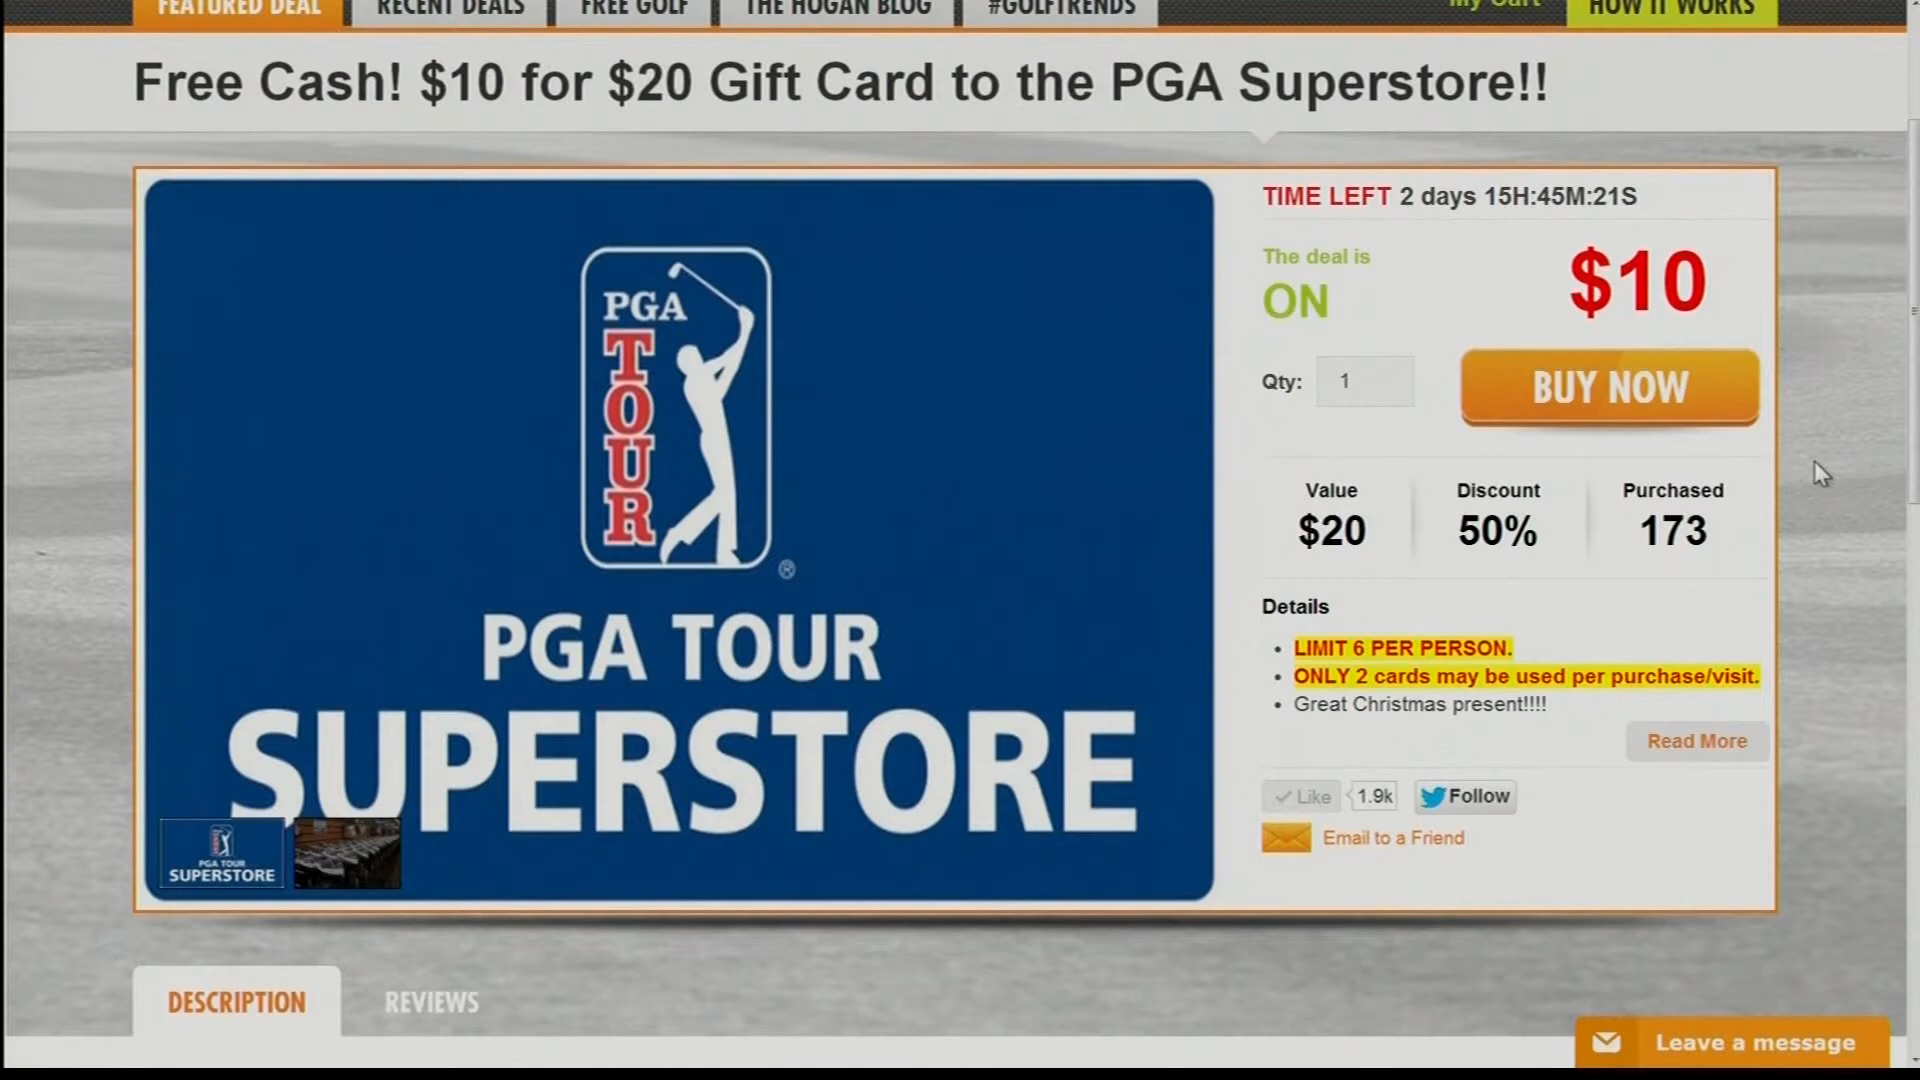 FEATURED DEAL
RECENT DEALS
FREE GOLF
THE HOGAN BLOG
#GOLFTRENDS
My Cart
HOW IT WORKS
Free Cash! $10 for $20 Gift Card to the PGA Superstore!!
PGA
TOUR
®
PGA TOUR
SUPERSTORE
PGA TOUR
SUPERSTORE
TIME LEFT 2 days 15H:45M:21S
The deal is
ON
$10
Qty: 1
BUY NOW
Value Discount Purchased
$20 50% 173
Details
• LIMIT 6 PER PERSON.
• ONLY 2 cards may be used per purchase/visit.
• Great Christmas present!!!!
Read More
Like 1.9k Follow
Email to a Friend
DESCRIPTION
REVIEWS
Leave a message